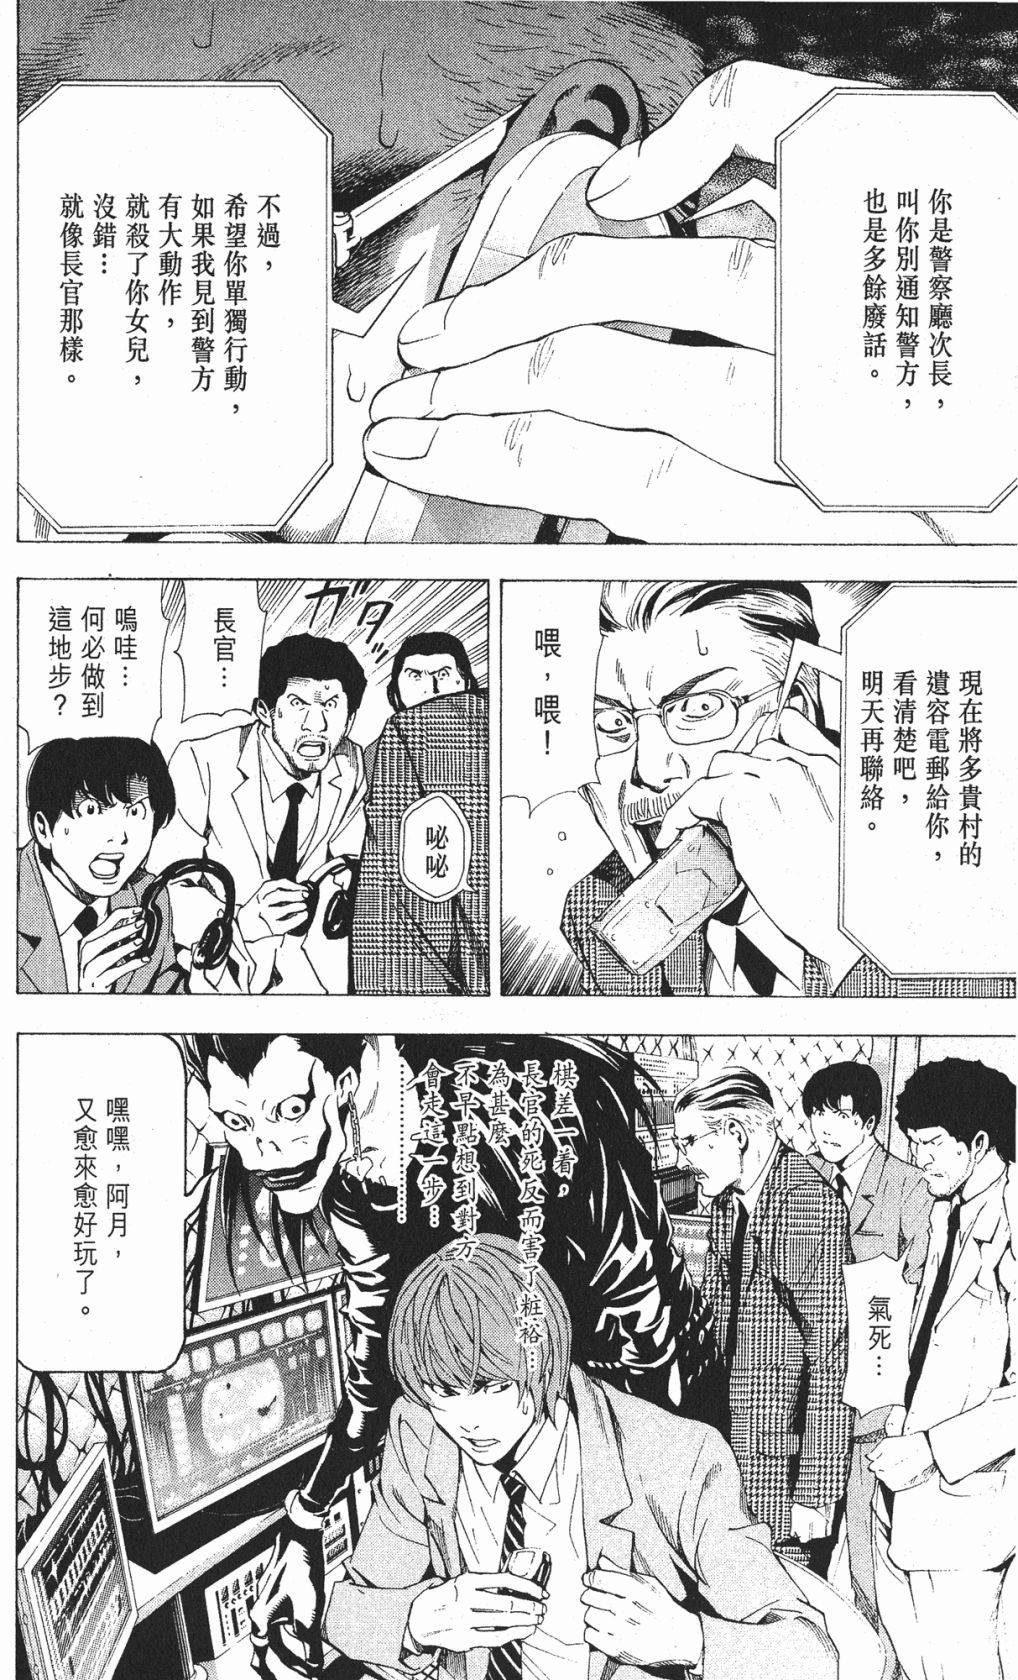 你是警察廳次長，
叫你別通知警方，
也是多餘廢話。
不過，
希望你單獨行動，
如果我見到警方
有大動作，
就殺了你女兒，
沒錯…
就像長官那樣。
現在將多貴村的
遺容電郵給你，
看清楚吧，
明天再聯絡。
喂，喂！
ガタ
長官…
嗚哇…
何必做到
這地步？
嗶嗶
氣死…
棋差一着，
長官的死反而害了粧裕…
為甚麼
不早點想到對方
會走這一步…
………………
嘿嘿，阿月，
又愈來愈好玩了。